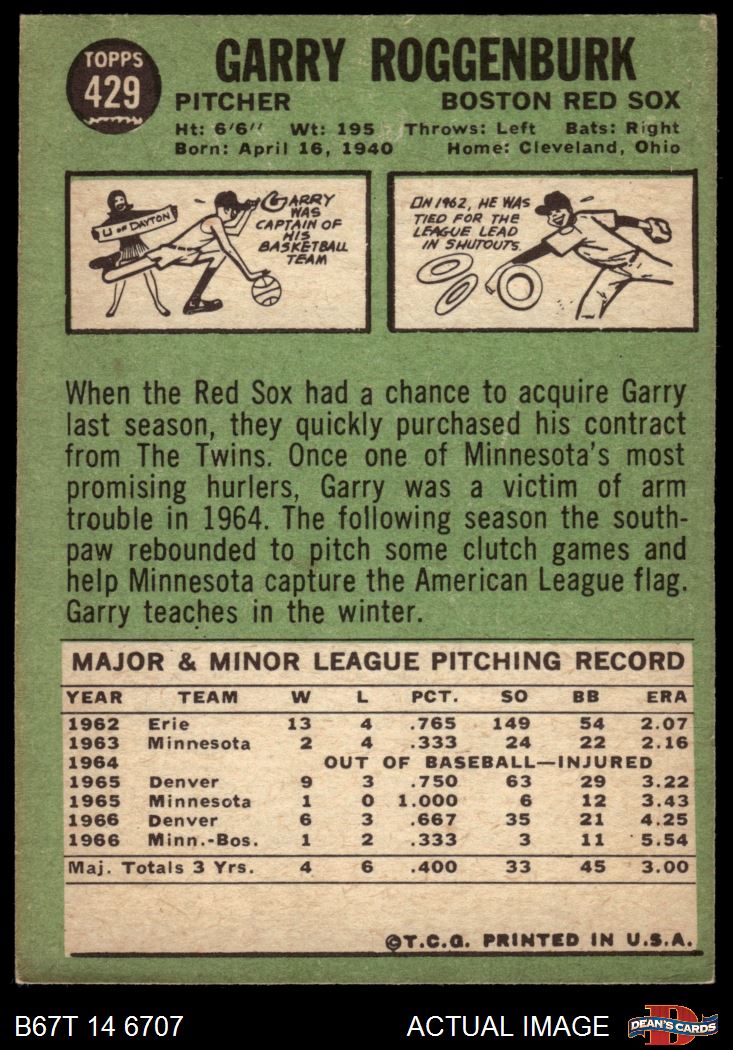 TOPPS
429
GARRY ROGGENBURK
PITCHER BOSTON RED SOX
Ht: 6'6" Wt: 195 Throws: Left Bats: Right
Born: April 16, 1940 Home: Cleveland, Ohio
U OF DAYTON
GARRY
WAS
CAPTAIN OF
HIS
BASKETBALL
TEAM
IN 1962, HE WAS
TIED FOR THE
LEAGUE LEAD
IN SHUTOUTS.
When the Red Sox had a chance to acquire Garry
last season, they quickly purchased his contract
from The Twins. Once one of Minnesota's most
promising hurlers, Garry was a victim of arm
trouble in 1964. The following season the south-
paw rebounded to pitch some clutch games and
help Minnesota capture the American League flag.
Garry teaches in the winter.
MAJOR & MINOR LEAGUE PITCHING RECORD
YEAR TEAM W L PCT. SO BB ERA
1962 Erie 13 4 .765 149 54 2.07
1963 Minnesota 2 4 .333 24 22 2.16
1964 OUT OF BASEBALL—INJURED
1965 Denver 9 3 .750 63 29 3.22
1965 Minnesota 1 0 1.000 6 12 3.43
1966 Denver 6 3 .667 35 21 4.25
1966 Minn.-Bos. 1 2 .333 3 11 5.54
Maj. Totals 3 Yrs. 4 6 .400 33 45 3.00
©T.C.G. PRINTED IN U.S.A.
B67T 14 6707 ACTUAL IMAGE DEAN'S CARDS